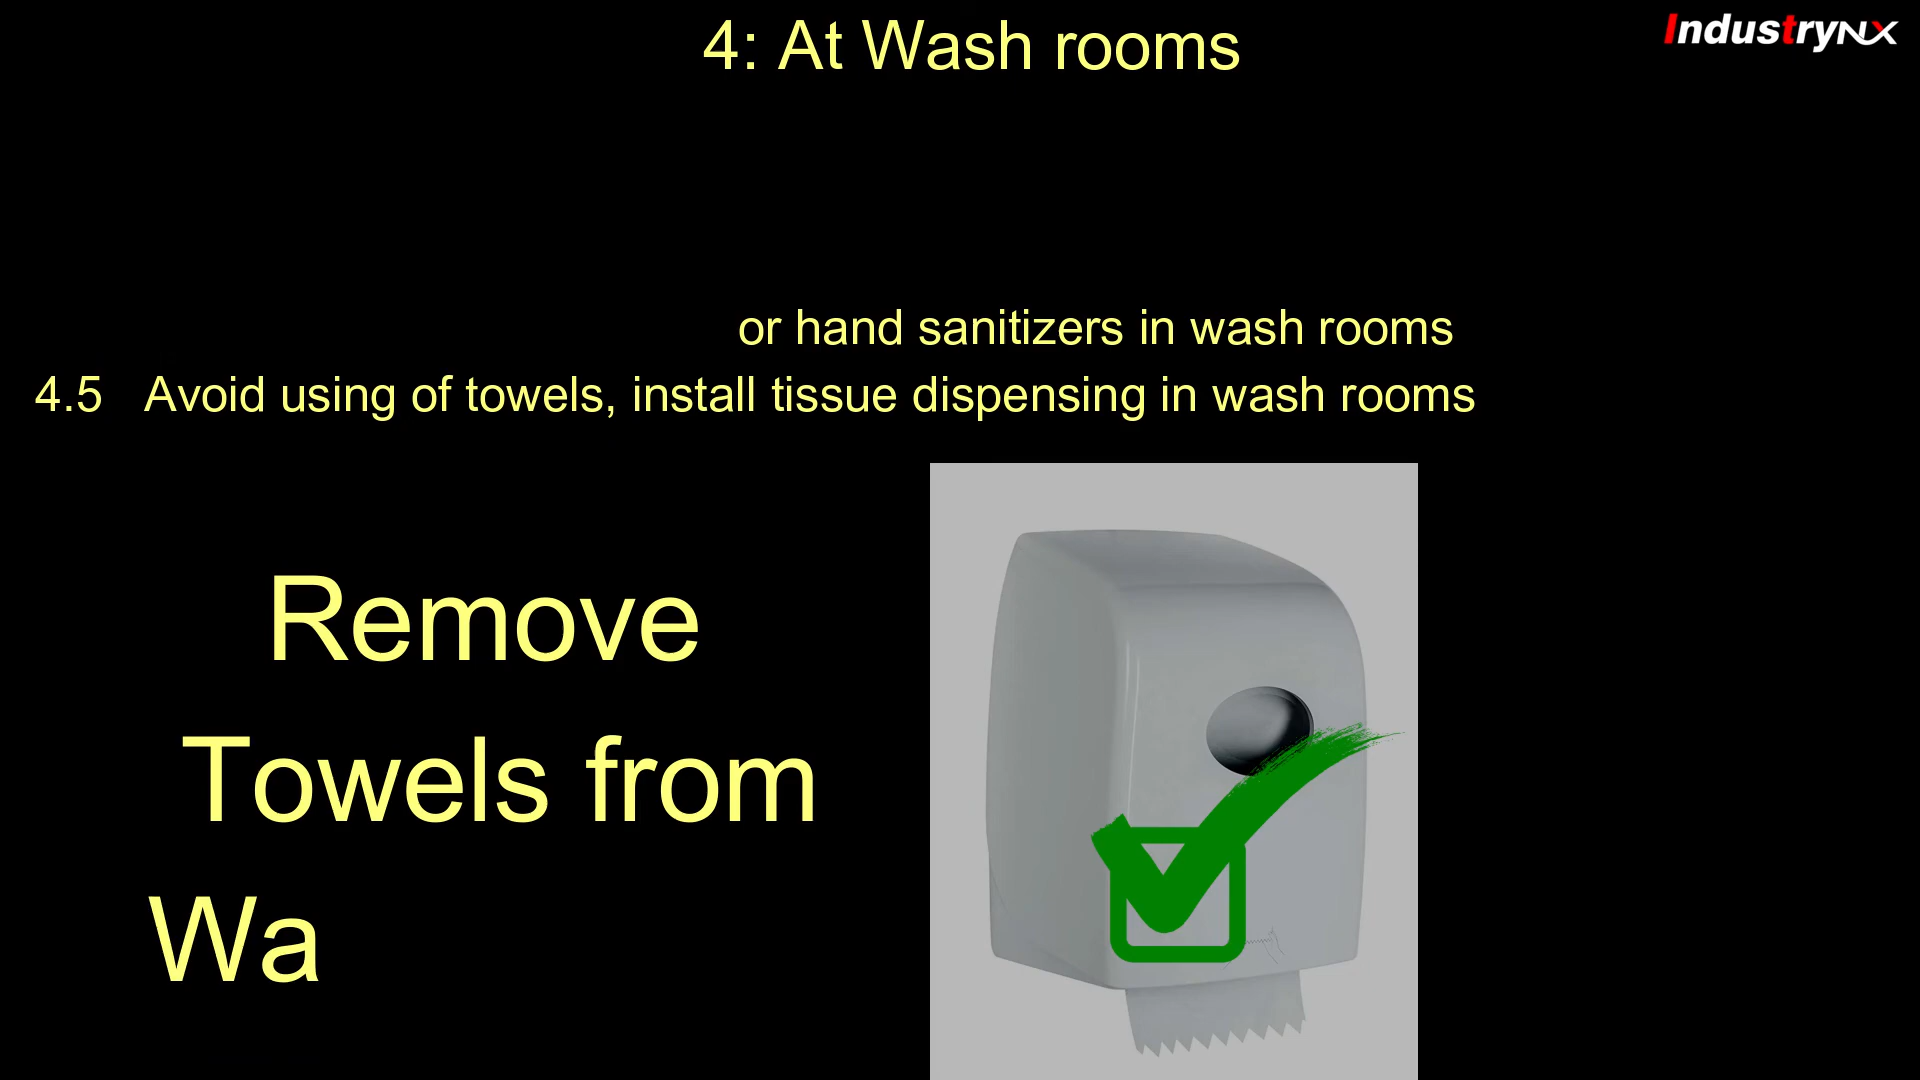 4: At Wash rooms
IndustryNX
or hand sanitizers in wash rooms
4.5 Avoid using of towels, install tissue dispensing in wash rooms
Remove
Towels from
Wa